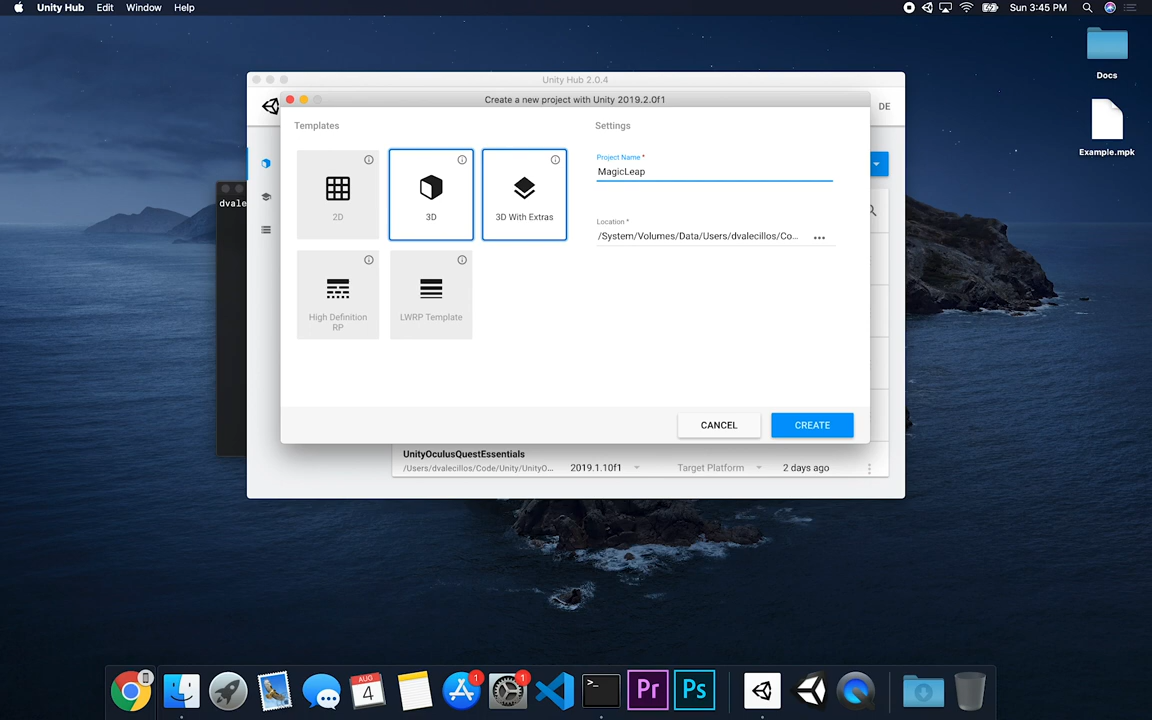 Unity Hub Edit Window Help
Sun 3:45 PM
Docs
Example.mpk
Unity Hub 2.0.4
DE
dvale
Create a new project with Unity 2019.2.0f1
Templates
Settings
2D
3D
3D With Extras
High Definition
RP
LWRP Template
Project Name *
MagicLeap
Location *
/System/Volumes/Data/Users/dvalecillos/Co...
CANCEL
CREATE
UnityOculusQuestEssentials
/Users/dvalecillos/Code/Unity/UnityO...
2019.1.10f1
Target Platform
2 days ago
AUG
4
1
1
>_
Pr
Ps